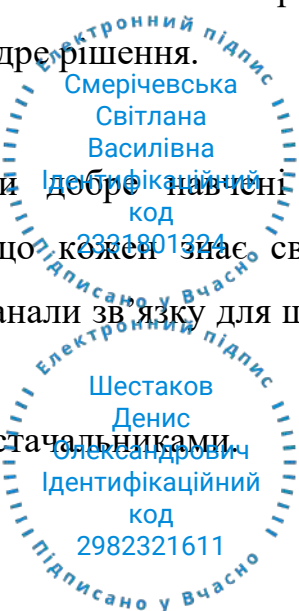 дре рішення.
Електронний підпис
Смерічевська
Світлана
Василівна
Ідентифікаційний
код
2321801324
Підписано у Вчасно
и добре навчені
що кожен знає св
анали зв’язку для ш
Електронний підпис
Шестаков
Денис
Олександрович
Ідентифікаційний
код
2982321611
Підписано у Вчасно
стачальниками.